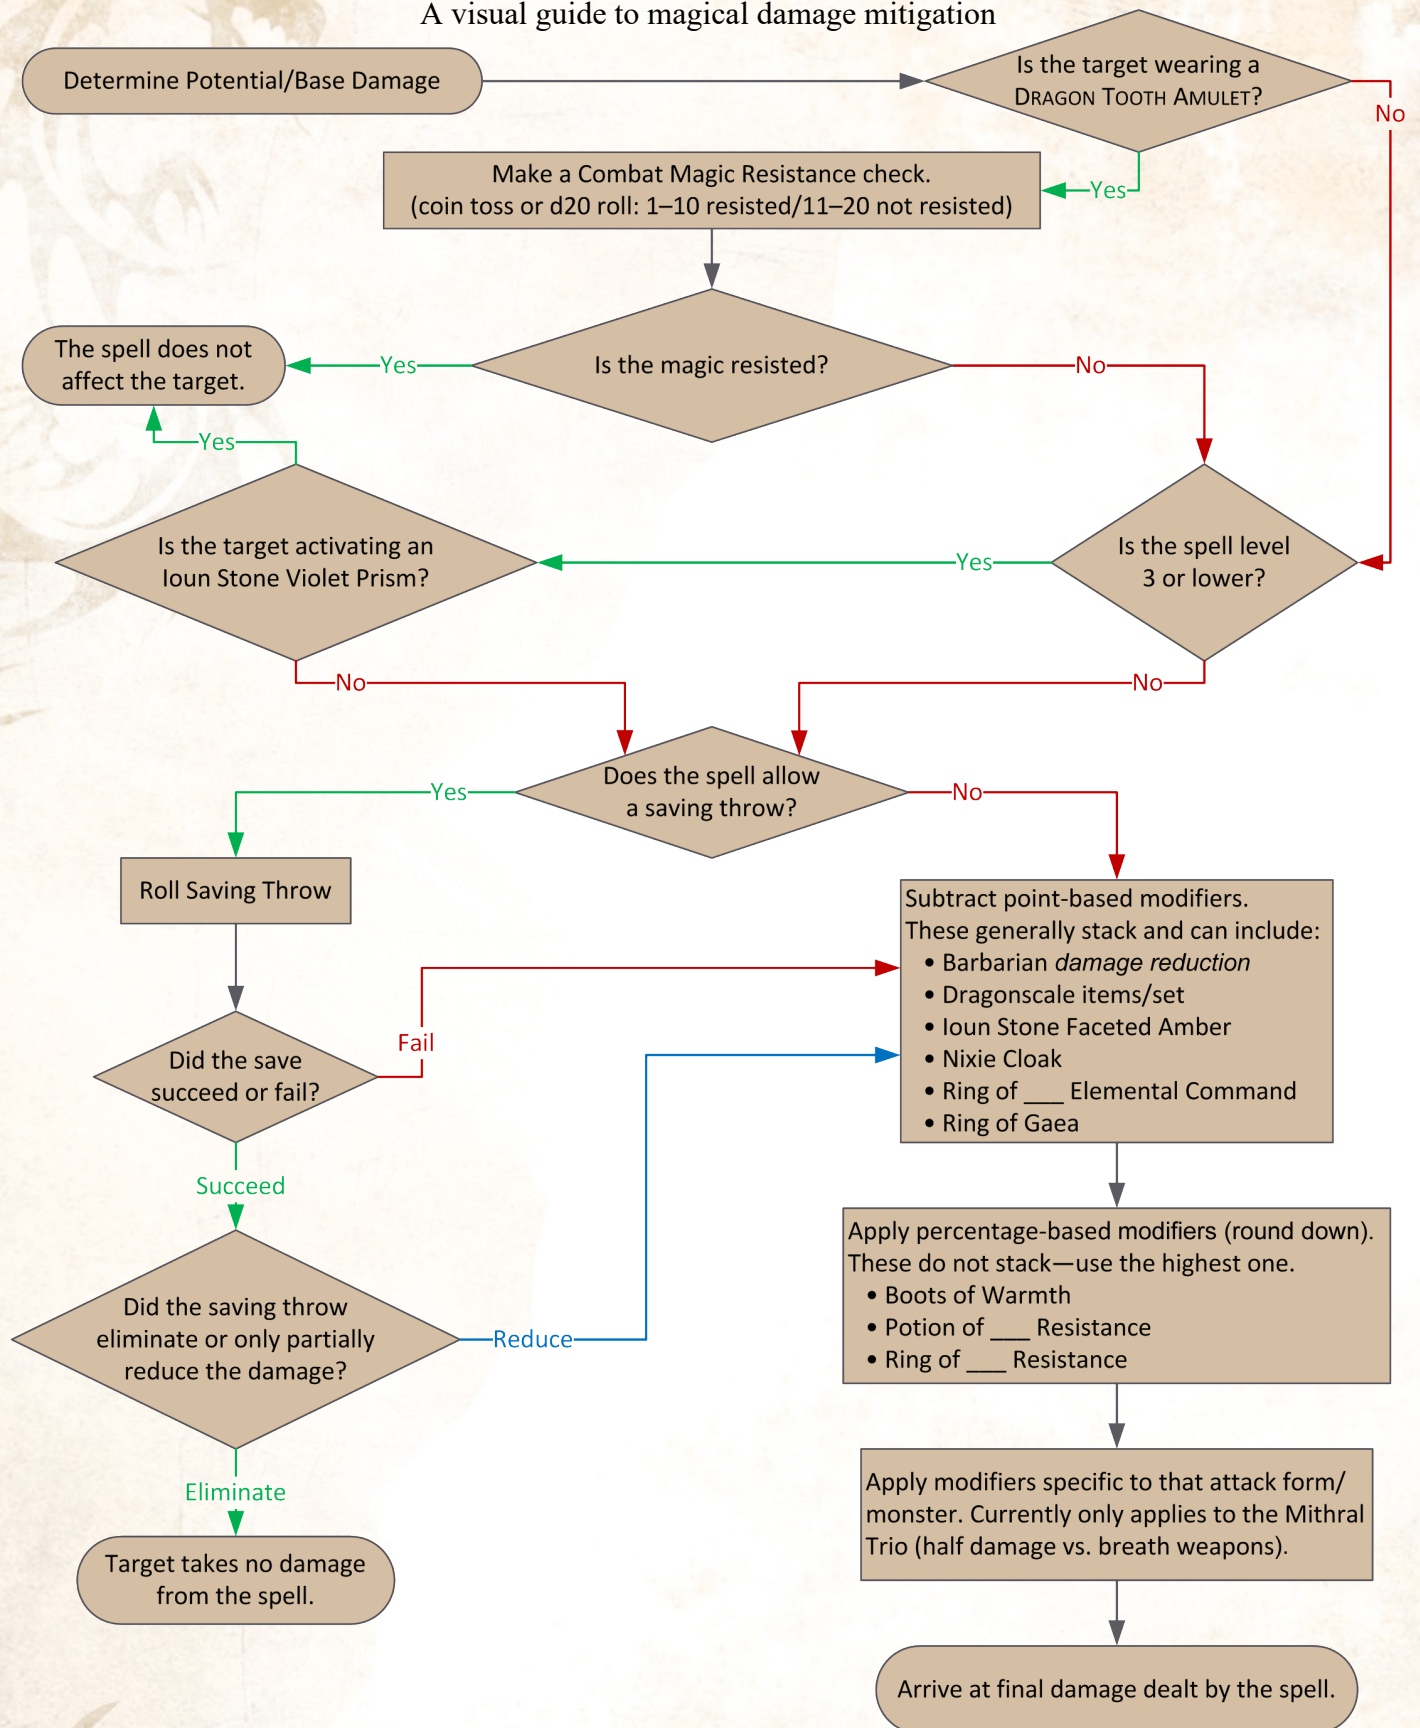 A visual guide to magical damage mitigation
Determine Potential/Base Damage
Is the target wearing a
DRAGON TOOTH AMULET?
No
Yes
Make a Combat Magic Resistance check.
(coin toss or d20 roll: 1–10 resisted/11–20 not resisted)
Is the magic resisted?
Yes
No
The spell does not
affect the target.
Yes
Is the target activating an
Ioun Stone Violet Prism?
Yes
Is the spell level
3 or lower?
No
No
Does the spell allow
a saving throw?
Yes
No
Roll Saving Throw
Subtract point-based modifiers.
These generally stack and can include:
• Barbarian damage reduction
• Dragonscale items/set
• Ioun Stone Faceted Amber
• Nixie Cloak
• Ring of ___ Elemental Command
• Ring of Gaea
Fail
Did the save
succeed or fail?
Succeed
Did the saving throw
eliminate or only partially
reduce the damage?
Reduce
Apply percentage-based modifiers (round down).
These do not stack—use the highest one.
• Boots of Warmth
• Potion of ___ Resistance
• Ring of ___ Resistance
Eliminate
Target takes no damage
from the spell.
Apply modifiers specific to that attack form/
monster. Currently only applies to the Mithral
Trio (half damage vs. breath weapons).
Arrive at final damage dealt by the spell.